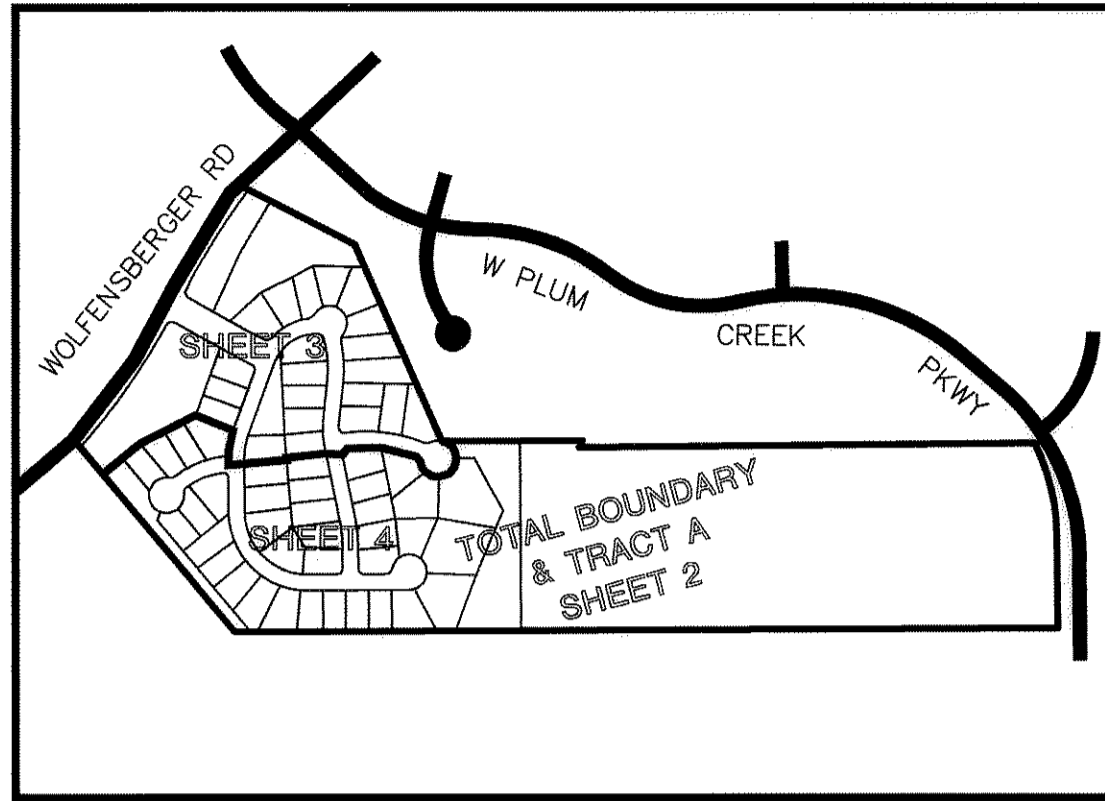 WOLFENSBERGER RD
W PLUM
CREEK
PKWY
SHEET 3
SHEET 4
TOTAL BOUNDARY
& TRACT A
SHEET 2